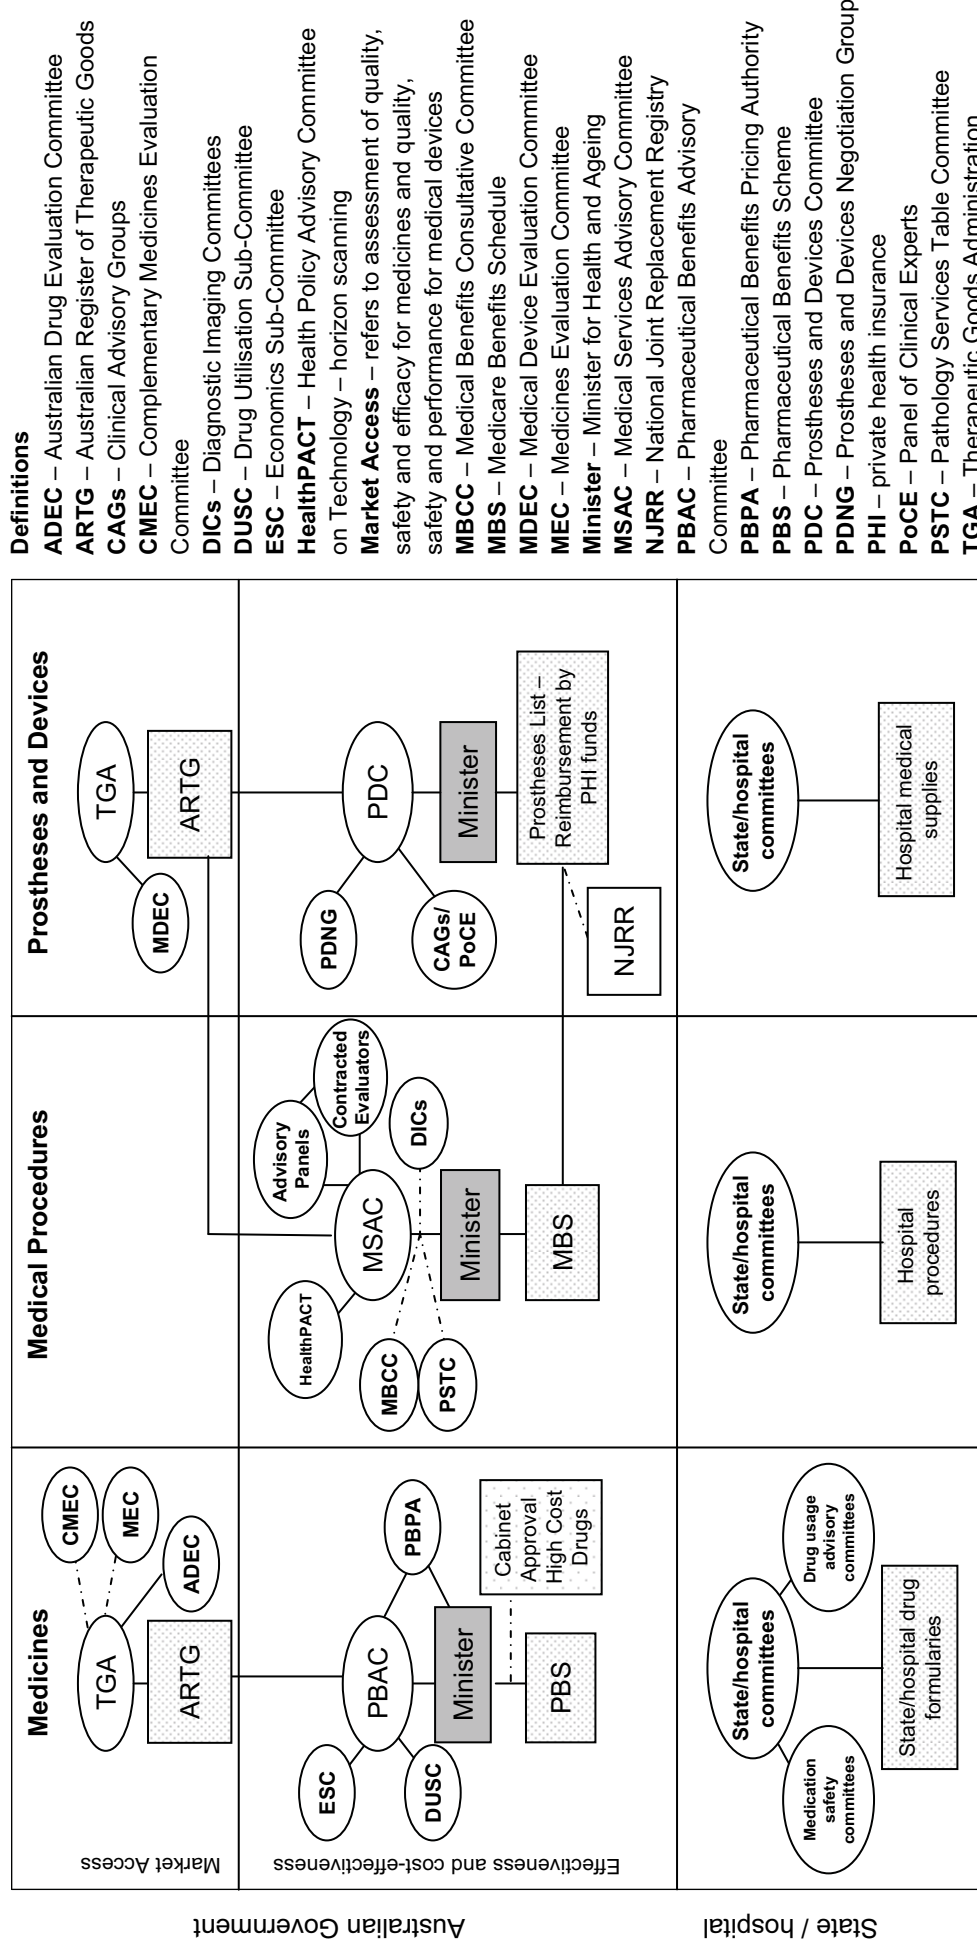 Medicines
Medical Procedures
Prostheses and Devices
Australian Government
State / hospital
Market Access
Effectiveness and cost-effectiveness
CMEC
MEC
TGA
ADEC
ARTG
TGA
MDEC
ARTG
ESC
PBAC
PBPA
DUSC
Minister
Cabinet
Approval
High Cost
Drugs
PBS
HealthPACT
Advisory
Panels
Contracted
Evaluators
MSAC
MBCC
PSTC
DICs
Minister
MBS
PDNG
PDC
CAGs/
PoCE
Minister
Prostheses List –
Reimbursement by
PHI funds
NJRR
State/hospital
committees
Medication
safety
committees
Drug usage
advisory
committees
State/hospital drug
formularies
State/hospital
committees
Hospital
procedures
State/hospital
committees
Hospital medical
supplies
Definitions
ADEC – Australian Drug Evaluation Committee
ARTG – Australian Register of Therapeutic Goods
CAGs – Clinical Advisory Groups
CMEC – Complementary Medicines Evaluation
Committee
DICs – Diagnostic Imaging Committees
DUSC – Drug Utilisation Sub-Committee
ESC – Economics Sub-Committee
HealthPACT – Health Policy Advisory Committee
on Technology – horizon scanning
Market Access – refers to assessment of quality,
safety and efficacy for medicines and quality,
safety and performance for medical devices
MBCC – Medical Benefits Consultative Committee
MBS – Medicare Benefits Schedule
MDEC – Medical Device Evaluation Committee
MEC – Medicines Evaluation Committee
Minister – Minister for Health and Ageing
MSAC – Medical Services Advisory Committee
NJRR – National Joint Replacement Registry
PBAC – Pharmaceutical Benefits Advisory
Committee
PBPA – Pharmaceutical Benefits Pricing Authority
PBS – Pharmaceutical Benefits Scheme
PDC – Prostheses and Devices Committee
PDNG – Prostheses and Devices Negotiation Group
PHI – private health insurance
PoCE – Panel of Clinical Experts
PSTC – Pathology Services Table Committee
TGA – Therapeutic Goods Administration